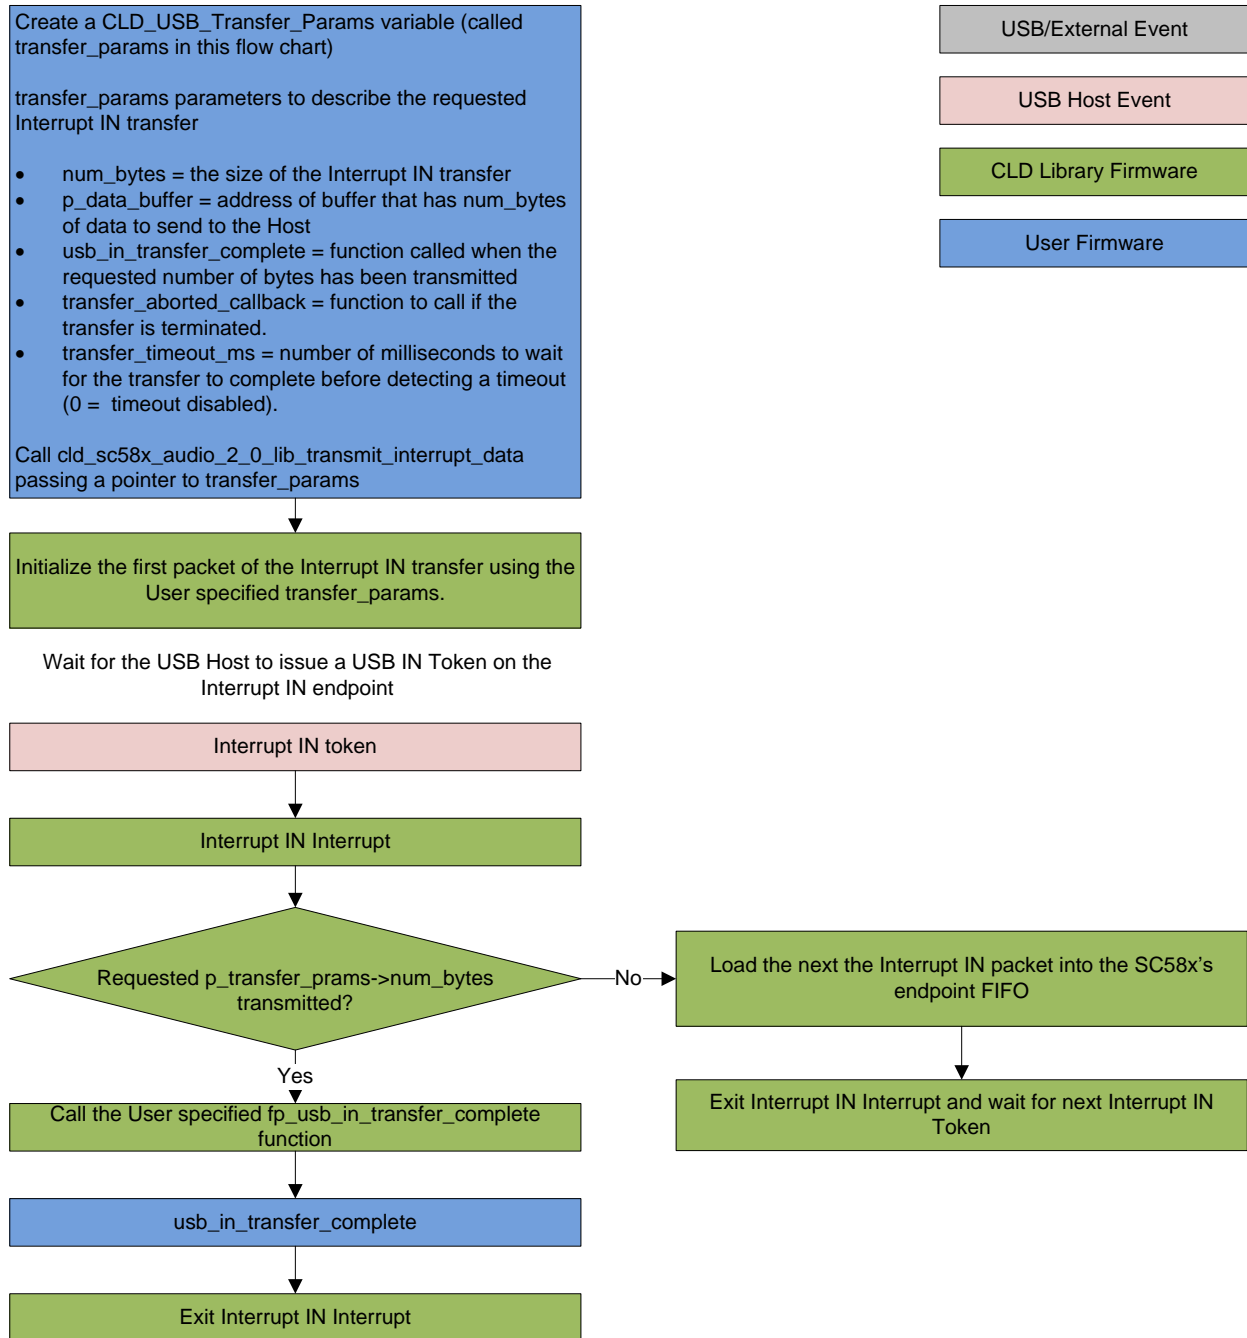 Create a CLD_USB_Transfer_Params variable (called
transfer_params in this flow chart)
transfer_params parameters to describe the requested
Interrupt IN transfer
• num_bytes = the size of the Interrupt IN transfer
• p_data_buffer = address of buffer that has num_bytes
of data to send to the Host
• usb_in_transfer_complete = function called when the
requested number of bytes has been transmitted
• transfer_aborted_callback = function to call if the
transfer is terminated.
• transfer_timeout_ms = number of milliseconds to wait
for the transfer to complete before detecting a timeout
(0 =  timeout disabled).
Call cld_sc58x_audio_2_0_lib_transmit_interrupt_data
passing a pointer to transfer_params
USB/External Event
USB Host Event
CLD Library Firmware
User Firmware
Initialize the first packet of the Interrupt IN transfer using the
User specified transfer_params.
Wait for the USB Host to issue a USB IN Token on the
Interrupt IN endpoint
Interrupt IN token
Interrupt IN Interrupt
Requested p_transfer_prams->num_bytes
transmitted?
No
Load the next the Interrupt IN packet into the SC58x's
endpoint FIFO
Exit Interrupt IN Interrupt and wait for next Interrupt IN
Token
Yes
Call the User specified fp_usb_in_transfer_complete
function
usb_in_transfer_complete
Exit Interrupt IN Interrupt